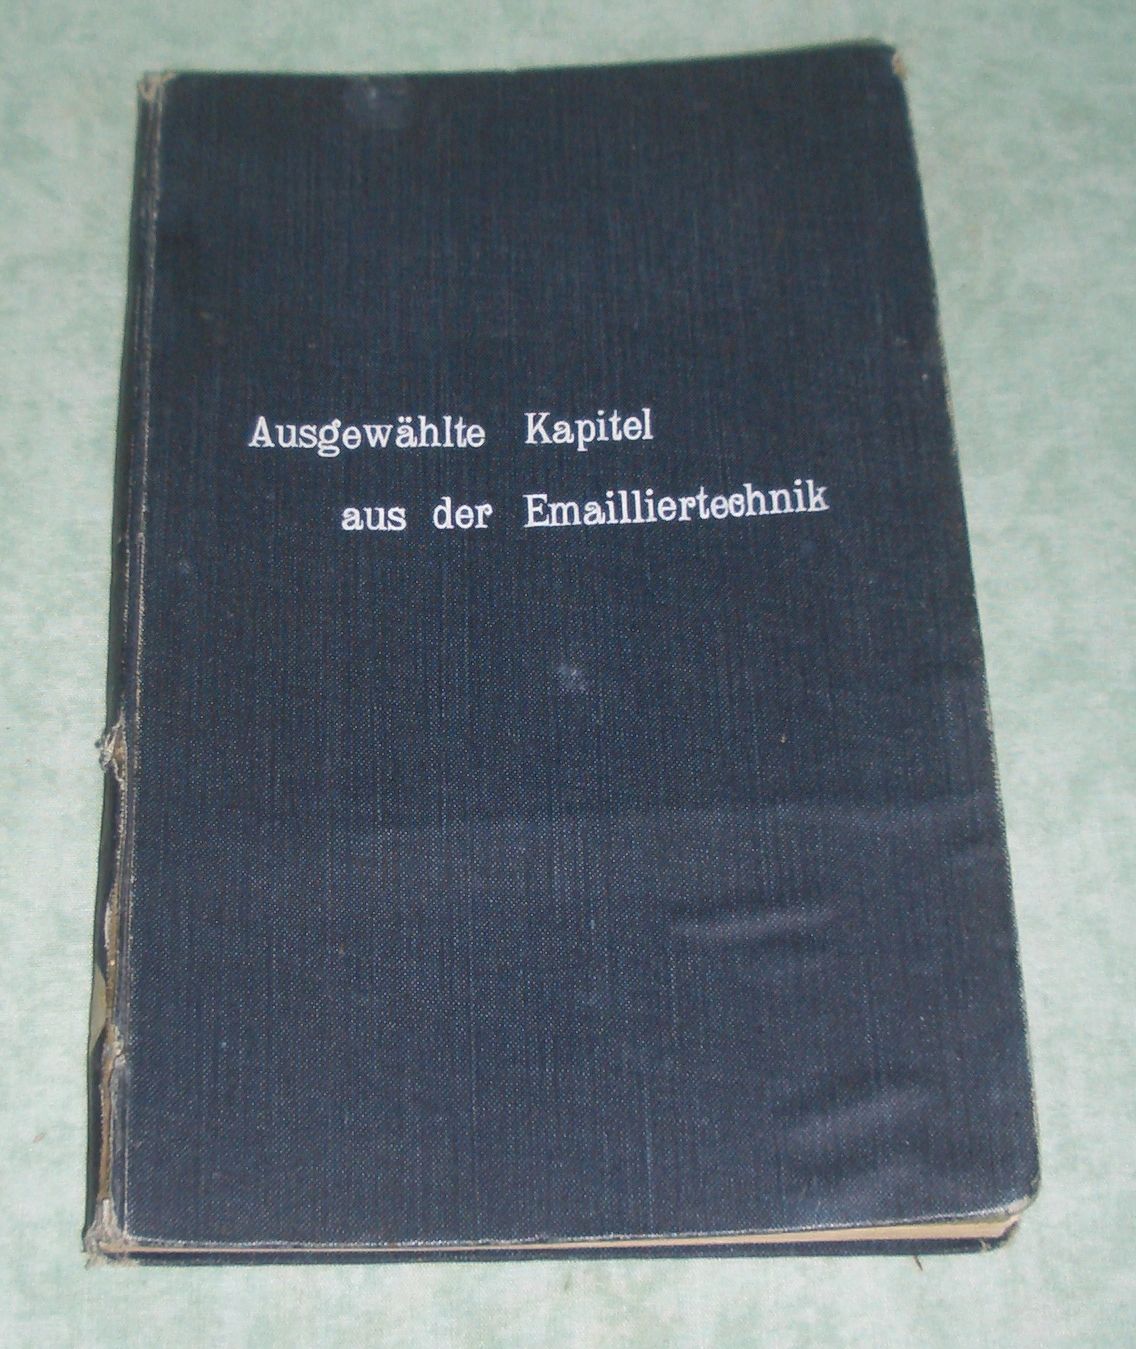 Ausgewählte Kapitel
aus der Emailliertechnik